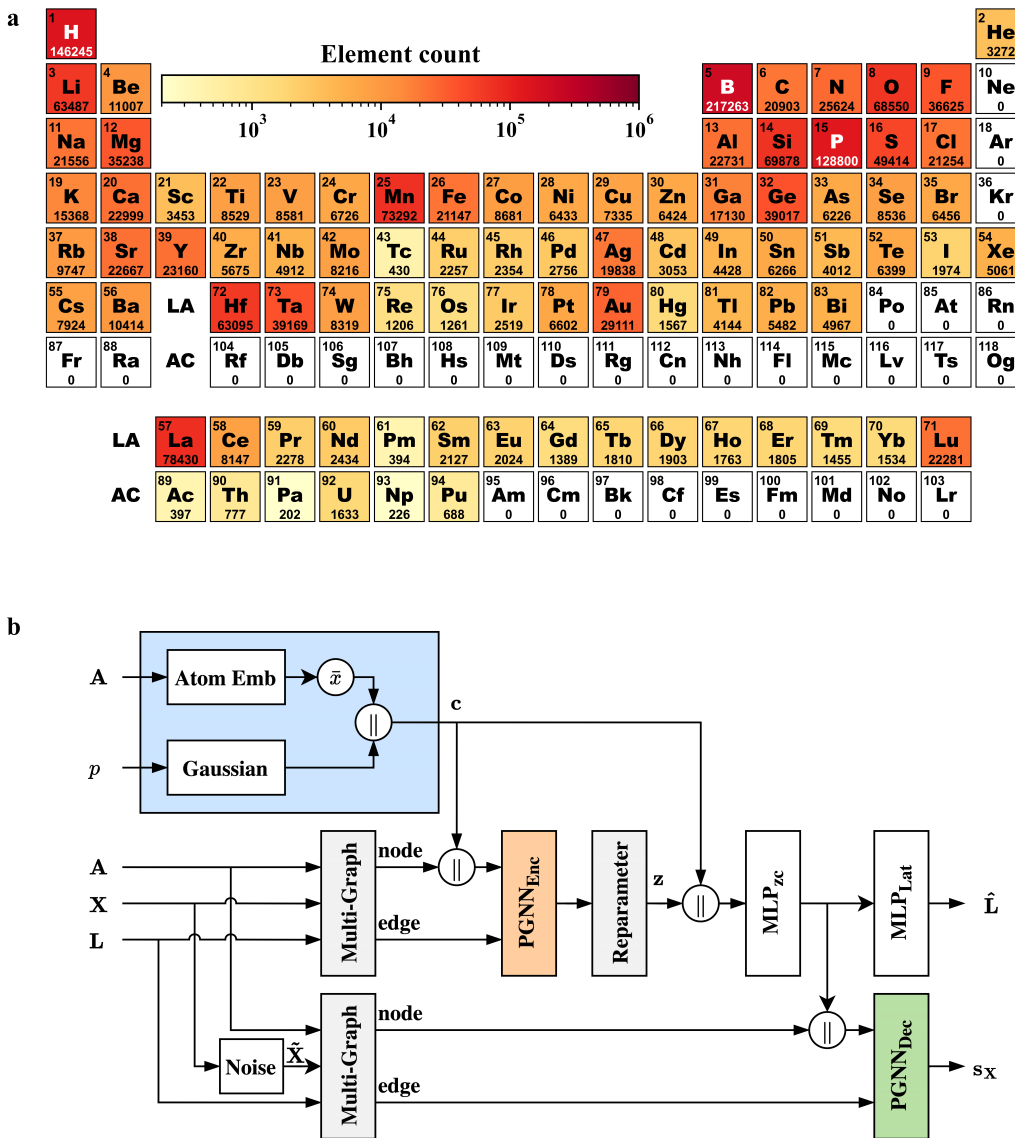 a
1 H 146245
2 He 3272
Element count
10³ 10⁴ 10⁵ 10⁶
3 Li 63487
4 Be 11007
5 B 217263
6 C 20903
7 N 25624
8 O 68550
9 F 36625
10 Ne 0
11 Na 21556
12 Mg 35238
13 Al 22731
14 Si 69878
15 P 128800
16 S 49414
17 Cl 21254
18 Ar 0
19 K 15368
20 Ca 22999
21 Sc 3453
22 Ti 8529
23 V 8581
24 Cr 6726
25 Mn 73292
26 Fe 21147
27 Co 8681
28 Ni 6433
29 Cu 7335
30 Zn 6424
31 Ga 17130
32 Ge 39017
33 As 6226
34 Se 8536
35 Br 6456
36 Kr 0
37 Rb 9747
38 Sr 22667
39 Y 23160
40 Zr 5675
41 Nb 4912
42 Mo 8216
43 Tc 430
44 Ru 2257
45 Rh 2354
46 Pd 2756
47 Ag 19838
48 Cd 3053
49 In 4428
50 Sn 6266
51 Sb 4012
52 Te 6399
53 I 1974
54 Xe 5061
55 Cs 7924
56 Ba 10414
LA
72 Hf 63095
73 Ta 39169
74 W 8319
75 Re 1206
76 Os 1261
77 Ir 2519
78 Pt 6602
79 Au 29111
80 Hg 1567
81 Tl 4144
82 Pb 5482
83 Bi 4967
84 Po 0
85 At 0
86 Rn 0
87 Fr 0
88 Ra 0
AC
104 Rf 0
105 Db 0
106 Sg 0
107 Bh 0
108 Hs 0
109 Mt 0
110 Ds 0
111 Rg 0
112 Cn 0
113 Nh 0
114 Fl 0
115 Mc 0
116 Lv 0
117 Ts 0
118 Og 0
LA
57 La 78430
58 Ce 8147
59 Pr 2278
60 Nd 2434
61 Pm 394
62 Sm 2127
63 Eu 2024
64 Gd 1389
65 Tb 1810
66 Dy 1903
67 Ho 1763
68 Er 1805
69 Tm 1455
70 Yb 1534
71 Lu 22281
AC
89 Ac 397
90 Th 777
91 Pa 202
92 U 1633
93 Np 226
94 Pu 688
95 Am 0
96 Cm 0
97 Bk 0
98 Cf 0
99 Es 0
100 Fm 0
101 Md 0
102 No 0
103 Lr 0
b
A
Atom Emb
x̄
||
c
p
Gaussian
A
X
L
Multi-Graph
node
edge
||
PGNN_Enc
Reparameter
z
||
MLP_zc
MLP_Lat
L̂
Noise
X̃
Multi-Graph
node
edge
||
PGNN_Dec
s_X